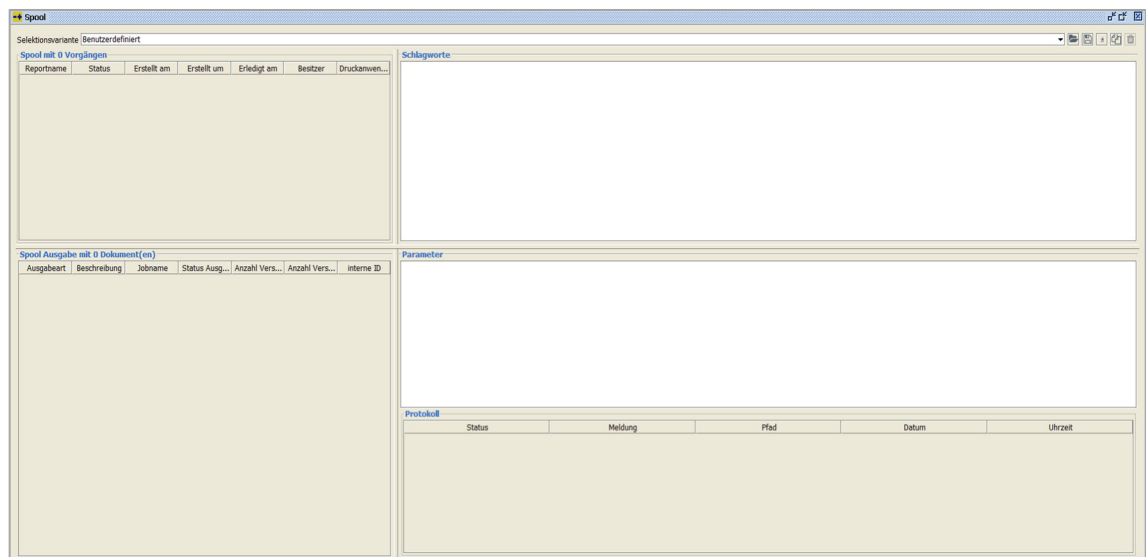 Spool
Selektionsvariante Benutzerdefiniert
Spool mit 0 Vorgängen
Reportname Status Erstellt am Erstellt um Erledigt am Besitzer Druckanwen...
Schlagworte
Spool Ausgabe mit 0 Dokument(en)
Ausgabeart Beschreibung Jobname Status Ausg... Anzahl Vers... Anzahl Vers... interne ID
Parameter
Protokoll
Status Meldung Pfad Datum Uhrzeit